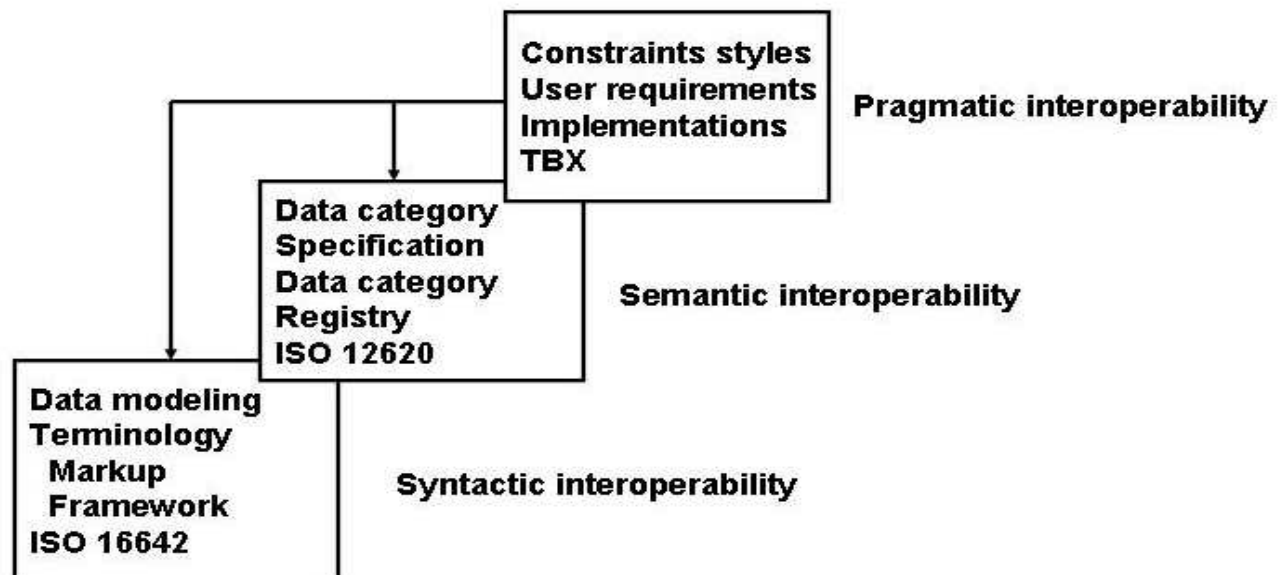 Constraints styles
User requirements
Implementations
TBX
Pragmatic interoperability
Data category
Specification
Data category
Registry
ISO 12620
Semantic interoperability
Data modeling
Terminology
Markup
Framework
ISO 16642
Syntactic interoperability